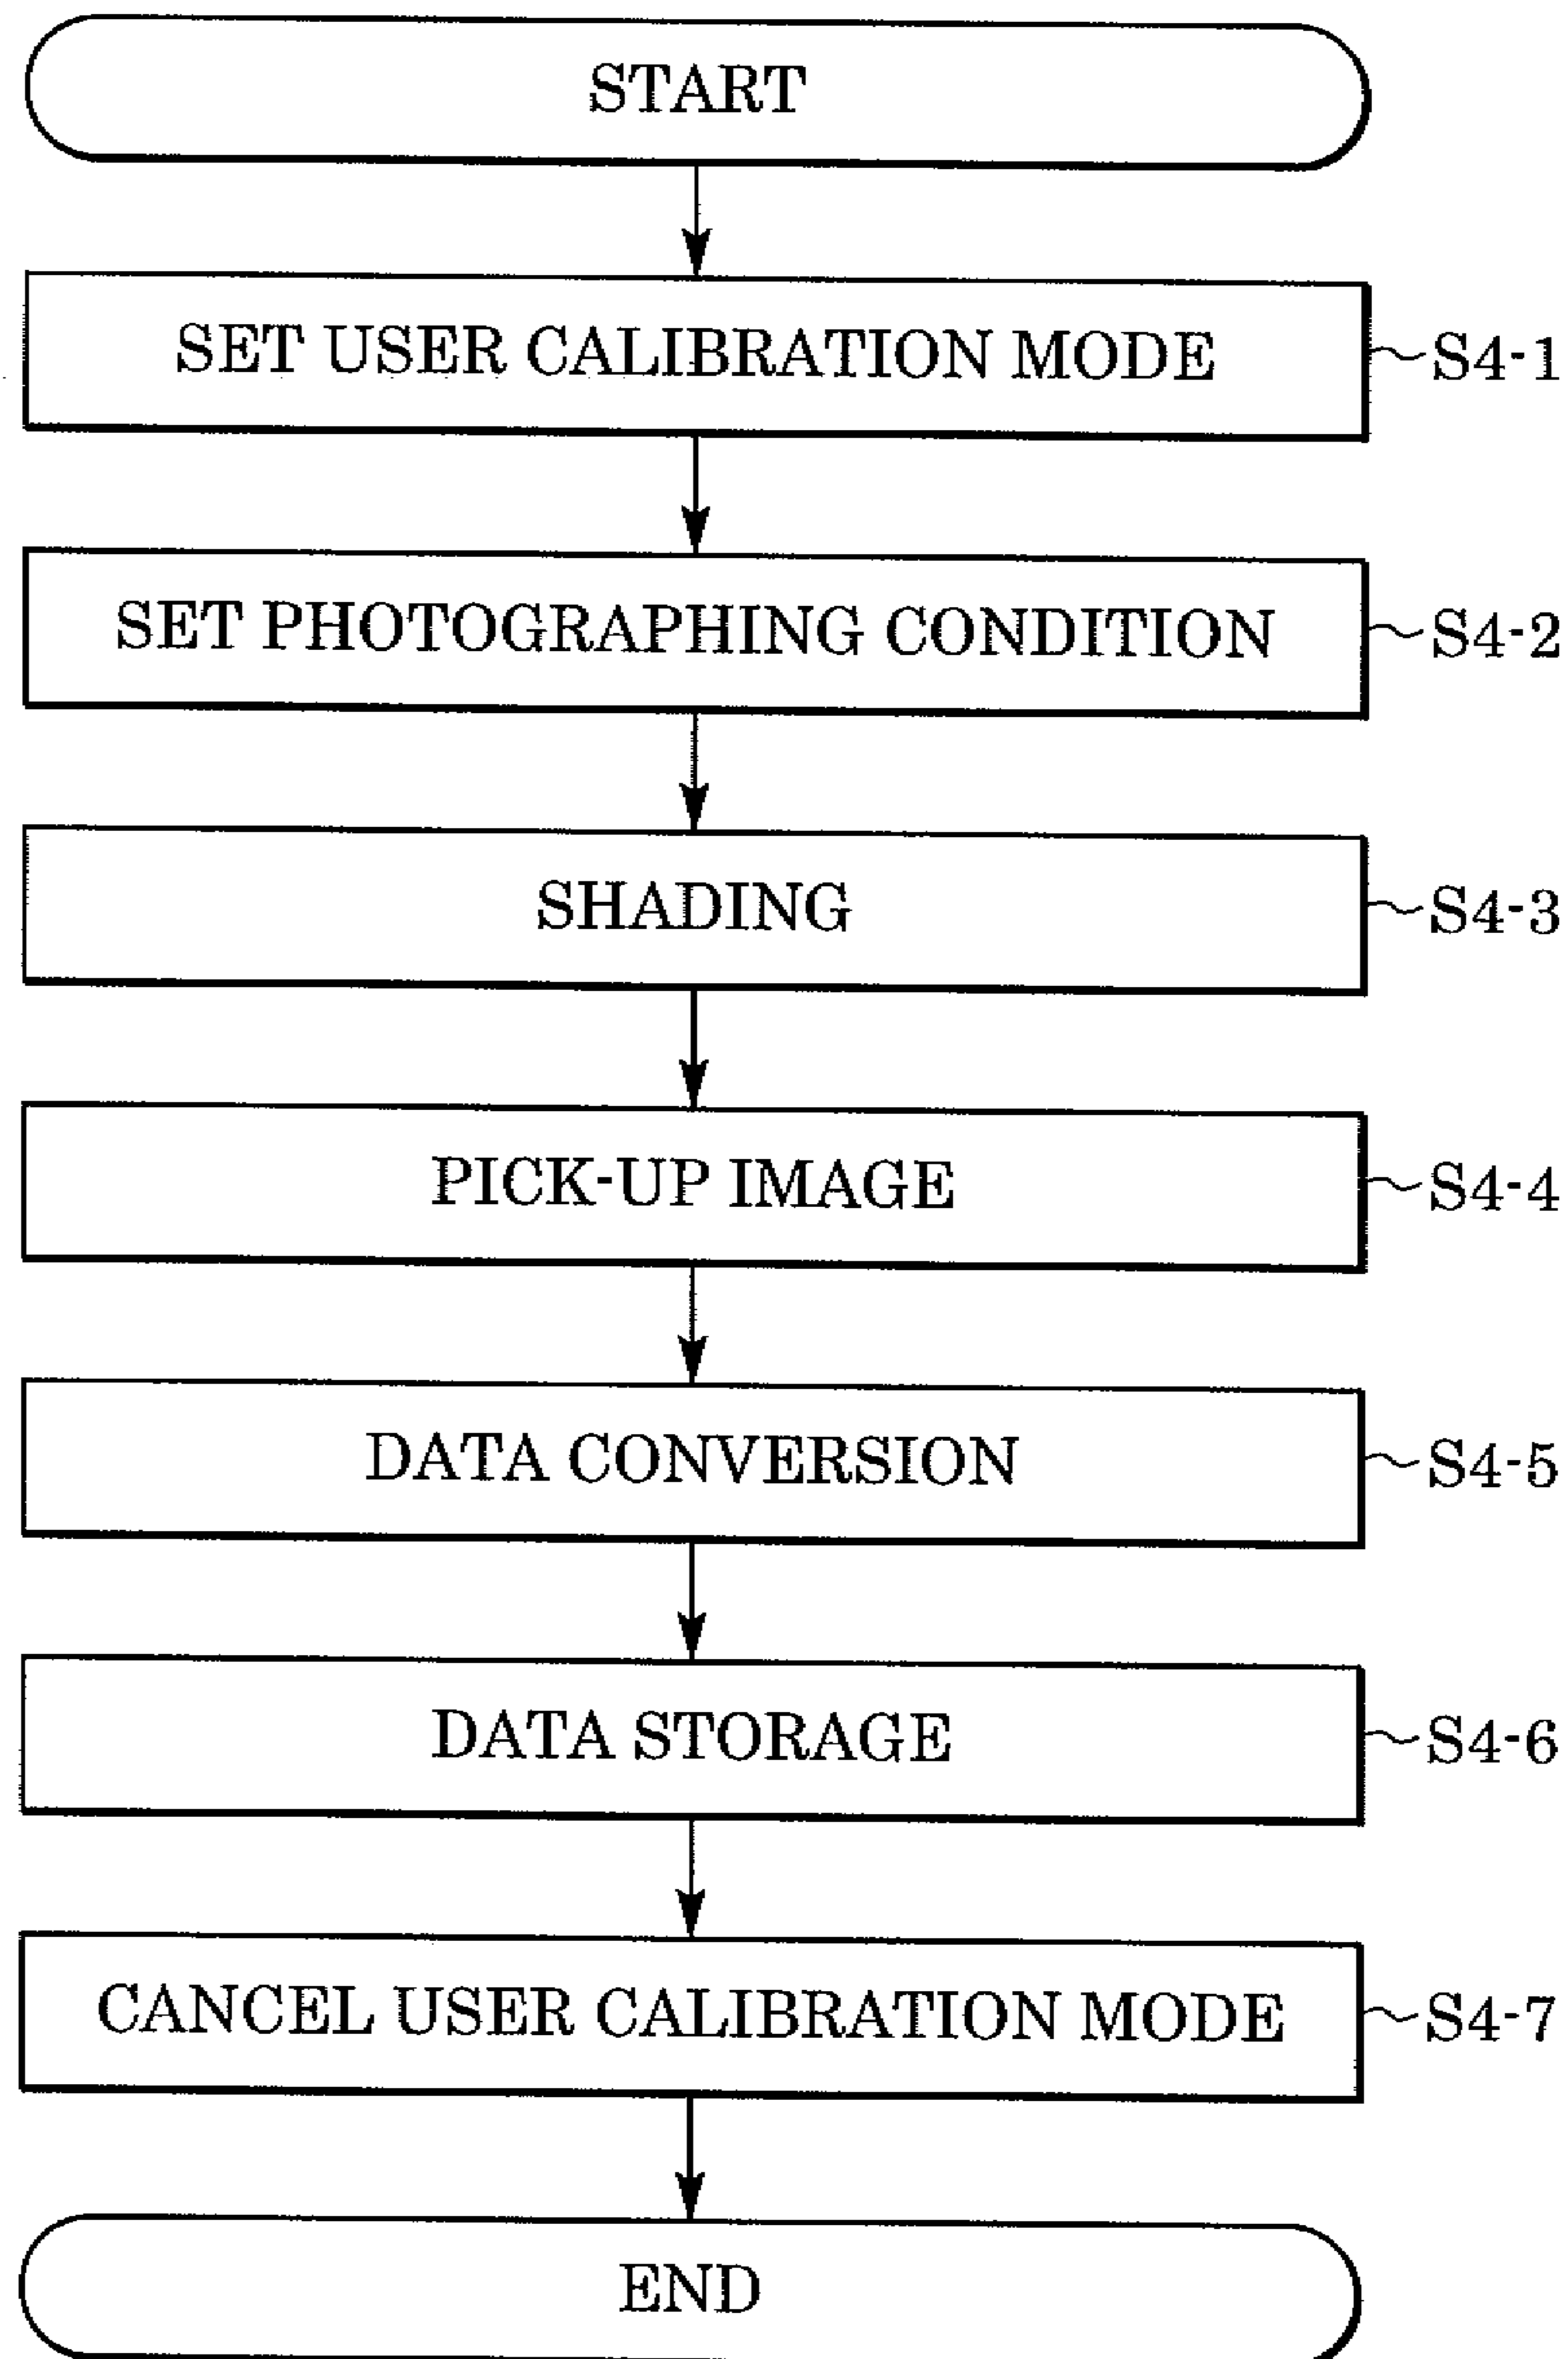 START
SET USER CALIBRATION MODE S4-1
SET PHOTOGRAPHING CONDITION S4-2
SHADING S4-3
PICK-UP IMAGE S4-4
DATA CONVERSION S4-5
DATA STORAGE S4-6
CANCEL USER CALIBRATION MODE S4-7
END